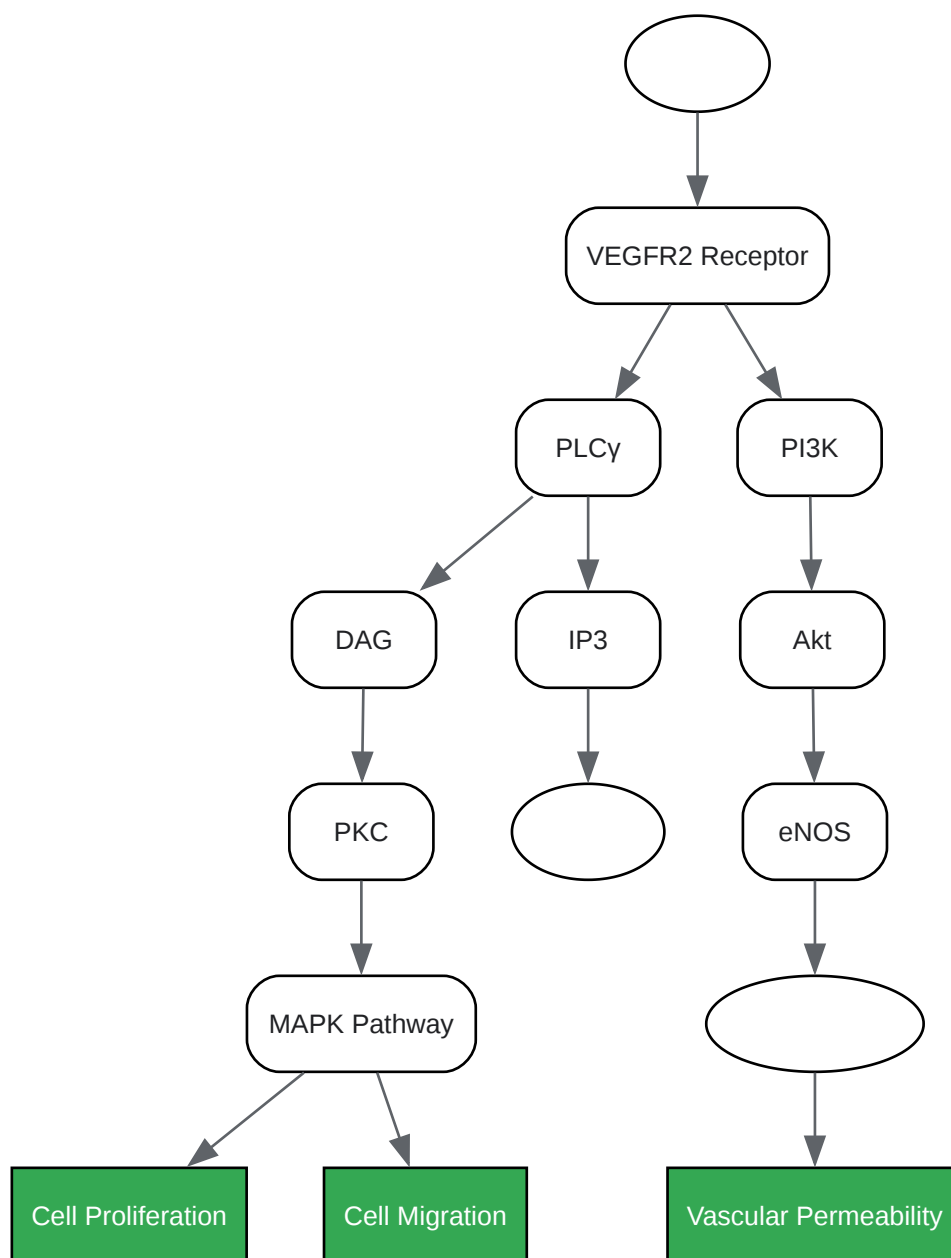 VEGFR2 Receptor
PLCγ
PI3K
DAG
IP3
Akt
PKC
eNOS
MAPK Pathway
Cell Proliferation
Cell Migration
Vascular Permeability